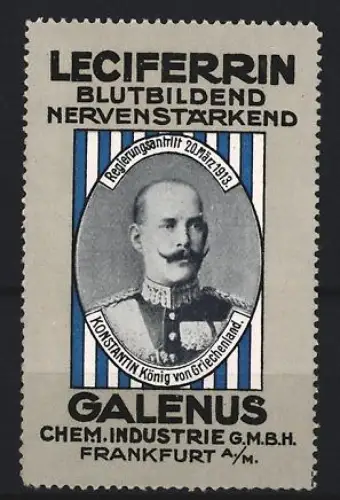 LECIFERRIN
BLUTBILDEND
NERVENSTÄRKEND
Regierungsantritt 20.März 1913.
KONSTANTIN König von Griechenland.
GALENUS
CHEM. INDUSTRIE G.M.B.H.
FRANKFURT A/M.